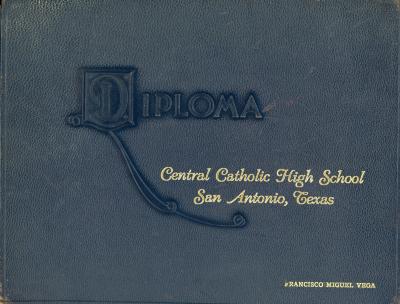 DIPLOMA
Central Catholic High School
San Antonio, Texas
FRANCISCO MIGUEL VEGA